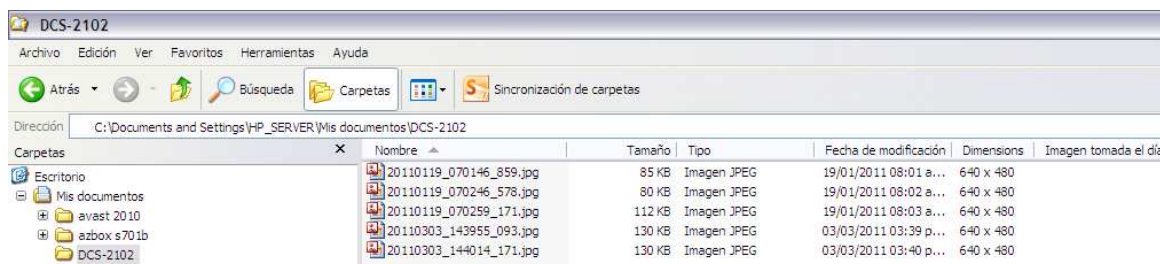 DCS-2102
Archivo Edición Ver Favoritos Herramientas Ayuda
Atrás Búsqueda Carpetas Sincronización de carpetas
Dirección C:\Documents and Settings\HP_SERVER\Mis documentos\DCS-2102
Carpetas X Nombre Tamaño Tipo Fecha de modificación Dimensions Imagen tomada el día
Escritorio 20110119_070146_859.jpg 85 KB Imagen JPEG 19/01/2011 08:01 a... 640 x 480
Mis documentos 20110119_070246_578.jpg 80 KB Imagen JPEG 19/01/2011 08:02 a... 640 x 480
avast 2010 20110119_070259_171.jpg 112 KB Imagen JPEG 19/01/2011 08:03 a... 640 x 480
azbox s701b 20110303_143955_093.jpg 130 KB Imagen JPEG 03/03/2011 03:39 p... 640 x 480
DCS-2102 20110303_144014_171.jpg 130 KB Imagen JPEG 03/03/2011 03:40 p... 640 x 480